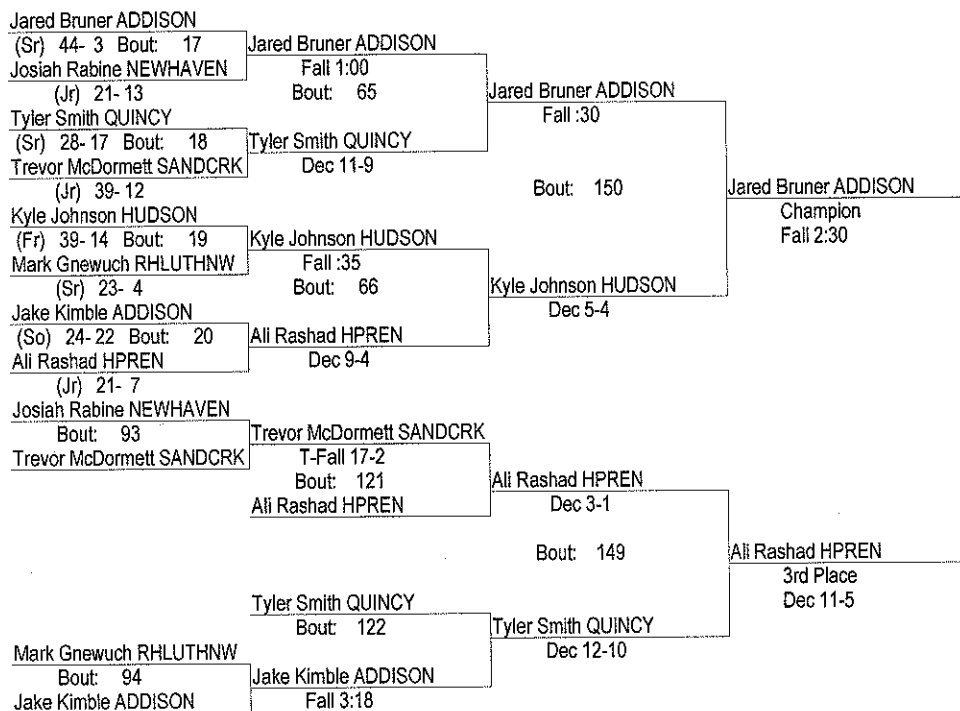 Jared Bruner ADDISON
(Sr) 44- 3 Bout: 17
Josiah Rabine NEWHAVEN
(Jr) 21- 13
Tyler Smith QUINCY
(Sr) 28- 17 Bout: 18
Trevor McDormett SANDCRK
(Jr) 39- 12
Kyle Johnson HUDSON
(Fr) 39- 14 Bout: 19
Mark Gnewuch RHLUTHNW
(Sr) 23- 4
Jake Kimble ADDISON
(So) 24- 22 Bout: 20
Ali Rashad HPREN
(Jr) 21- 7
Jared Bruner ADDISON
Fall 1:00
Bout: 65
Tyler Smith QUINCY
Dec 11-9
Kyle Johnson HUDSON
Fall :35
Bout: 66
Ali Rashad HPREN
Dec 9-4
Jared Bruner ADDISON
Fall :30
Bout: 150
Kyle Johnson HUDSON
Dec 5-4
Jared Bruner ADDISON
Champion
Fall 2:30
Josiah Rabine NEWHAVEN
Bout: 93
Trevor McDormett SANDCRK
Trevor McDormett SANDCRK
T-Fall 17-2
Bout: 121
Ali Rashad HPREN
Ali Rashad HPREN
Dec 3-1
Bout: 149
Ali Rashad HPREN
3rd Place
Dec 11-5
Tyler Smith QUINCY
Bout: 122
Tyler Smith QUINCY
Dec 12-10
Mark Gnewuch RHLUTHNW
Bout: 94
Jake Kimble ADDISON
Jake Kimble ADDISON
Fall 3:18